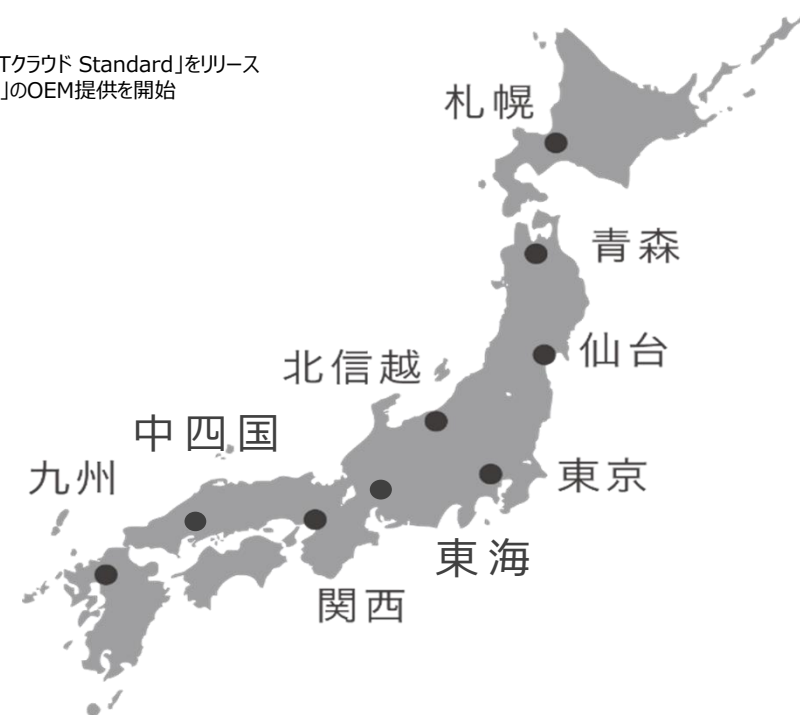 Tクラウド Standard」をリリース
」のOEM提供を開始
札幌
青森
仙台
北信越
中四国
九州
東京
東海
関西